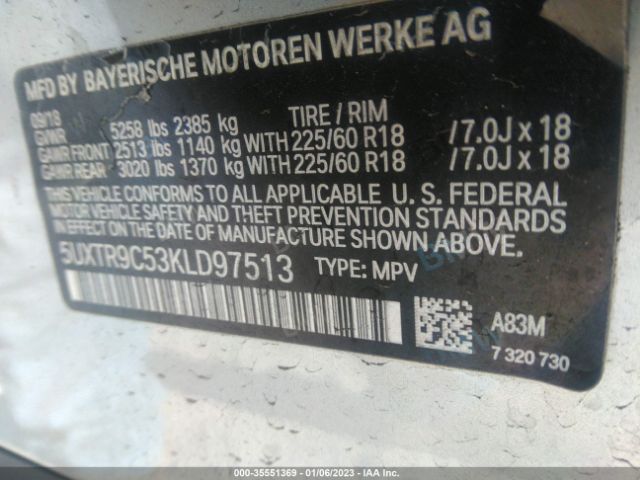 MFD BY BAYERISCHE MOTOREN WERKE AG
09/18 TIRE / RIM
GVWR 5258 lbs 2385 kg
GAWR FRONT 2513 lbs 1140 kg WITH 225/60 R18 /7.0J x 18
GAWR REAR 3020 lbs 1370 kg WITH 225/60 R18 /7.0J x 18
THIS VEHICLE CONFORMS TO ALL APPLICABLE U. S. FEDERAL
MOTOR VEHICLE SAFETY AND THEFT PREVENTION STANDARDS
IN EFFECT ON THE DATE OF MANUFACTURE SHOWN ABOVE.
5UXTR9C53KLD97513 TYPE: MPV
A83M
7 320 730
000-35551369 | 01/06/2023 | IAA Inc.